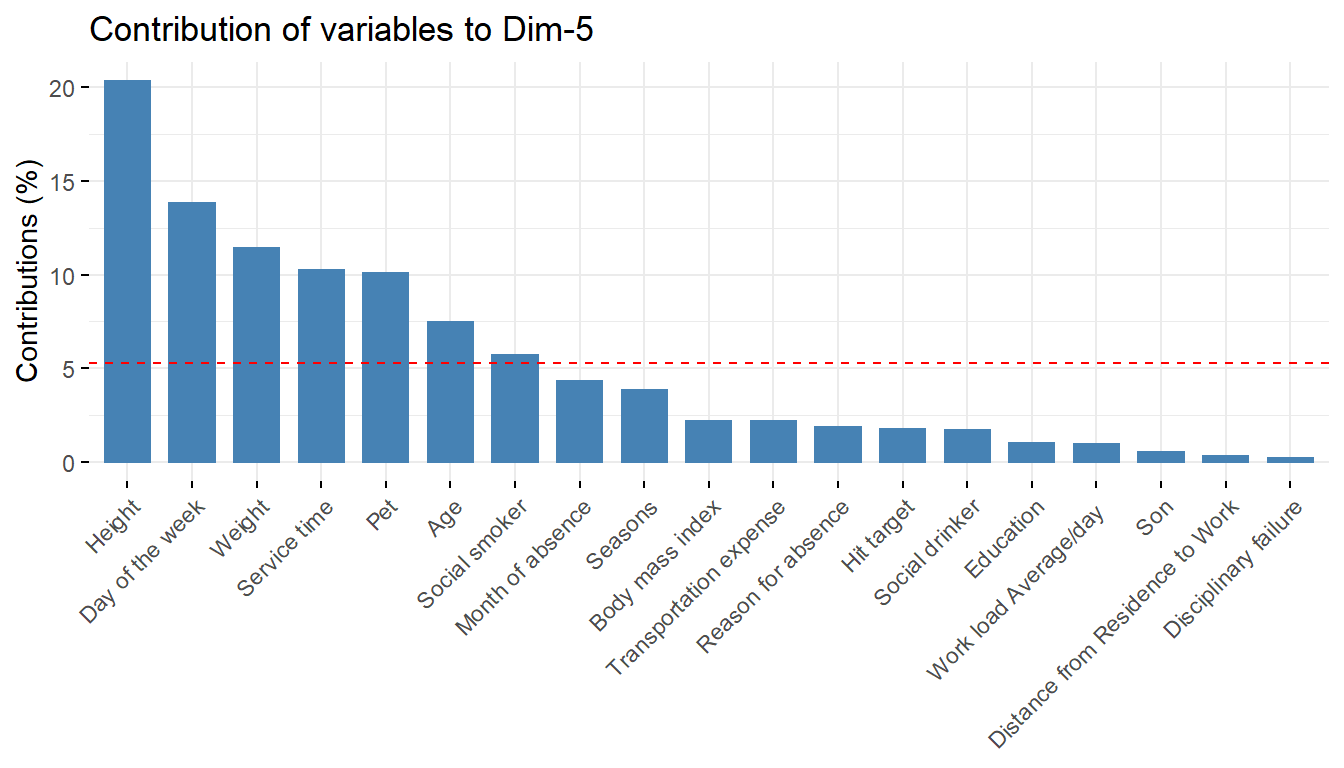 Contribution of variables to Dim-5
Contributions (%)
20
15
10
5
0
Height
Day of the week
Weight
Service time
Pet
Age
Social smoker
Month of absence
Seasons
Body mass index
Transportation expense
Reason for absence
Hit target
Social drinker
Education
Work load Average/day
Son
Distance from Residence to Work
Disciplinary failure